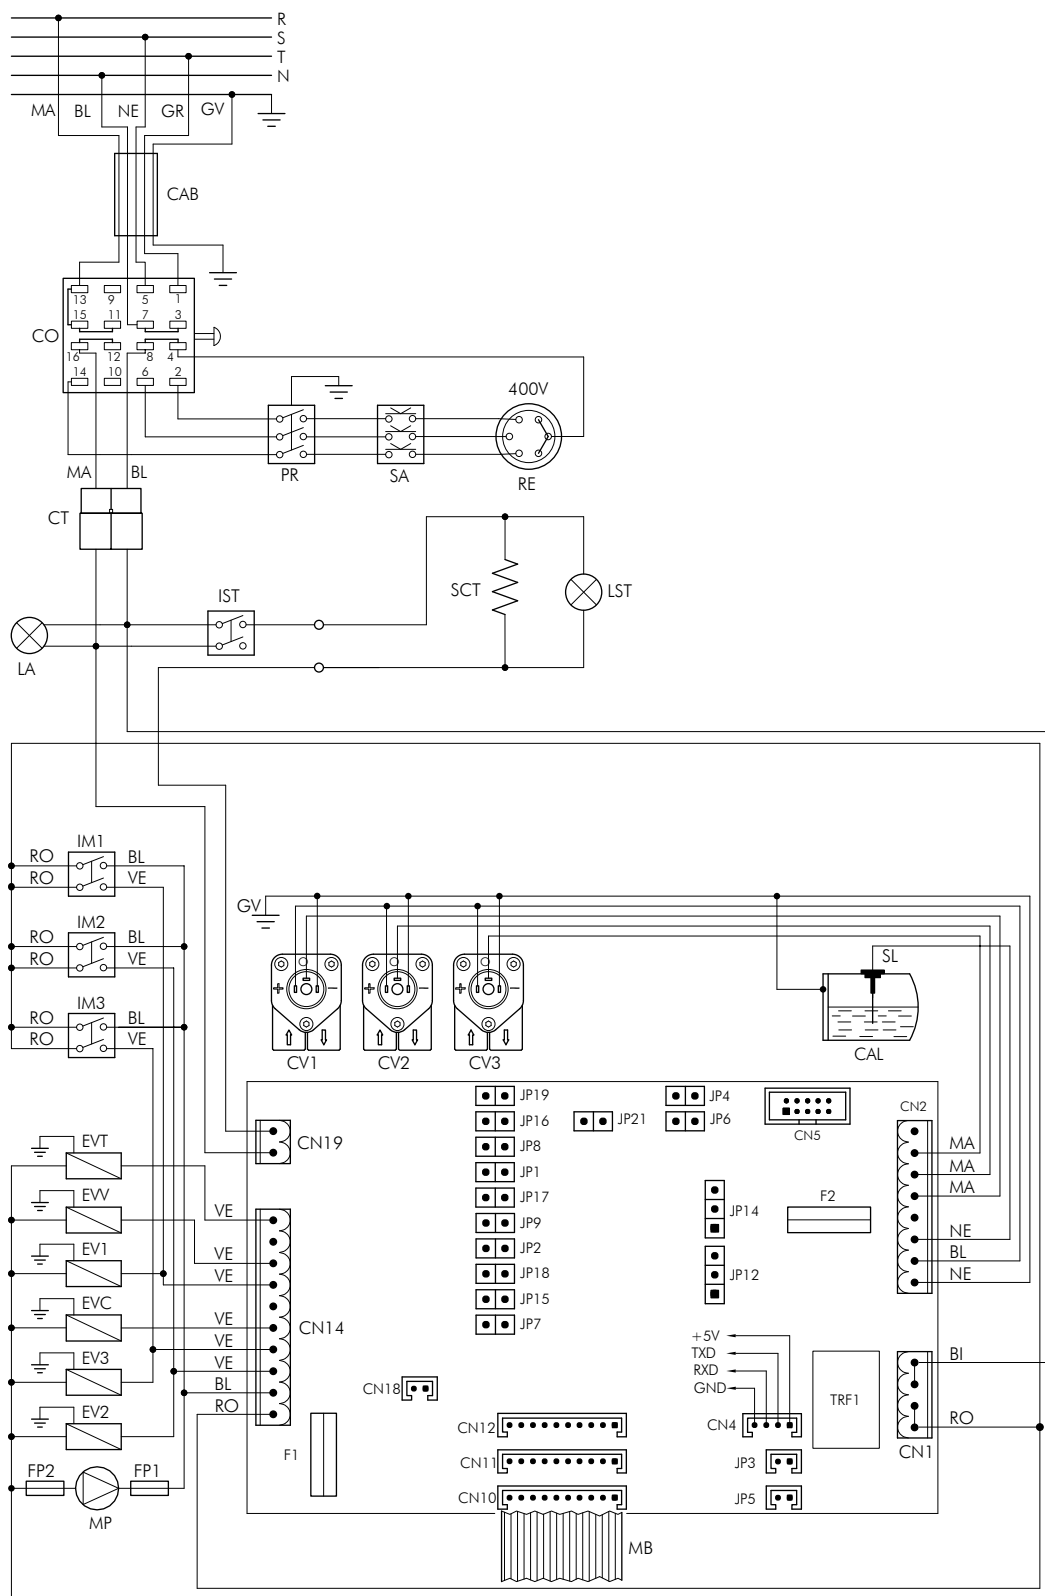 R
S
T
N
MA BL NE GR GV
CAB
13 9 5 1
15 11 7 3
CO
16 12 8 4
14 10 6 2
400V
PR SA RE
MA BL
CT
IST
SCT LST
LA
IM1
RO BL
RO VE
IM2
RO BL
RO VE
IM3
RO BL
RO VE
GV
SL
+ − + − + −
CV1 CV2 CV3
CAL
EVT
EVV
EV1
EVC
EV3
EV2
FP2 FP1
MP
VE
VE
VE
VE
VE
VE
BL
RO
CN19
CN14
JP19
JP16
JP8
JP1
JP17
JP9
JP2
JP18
JP15
JP7
JP21
JP4
JP6
CN5
CN2
JP14
F2
JP12
MA
MA
MA
NE
BL
NE
+5V
TXD
RXD
GND
TRF1
BI
RO
CN18
CN12
CN4
CN1
F1
CN11
JP3
CN10
JP5
MB